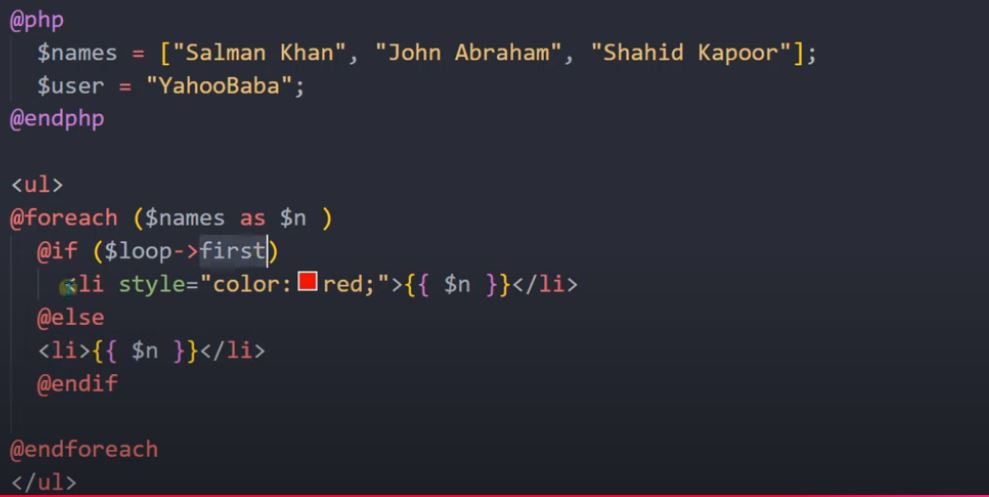 @php
$names = ["Salman Khan", "John Abraham", "Shahid Kapoor"];
$user = "YahooBaba";
@endphp
<ul>
@foreach ($names as $n )
@if ($loop->first)
<li style="color:red;">{{ $n }}</li>
@else
<li>{{ $n }}</li>
@endif
@endforeach
</ul>